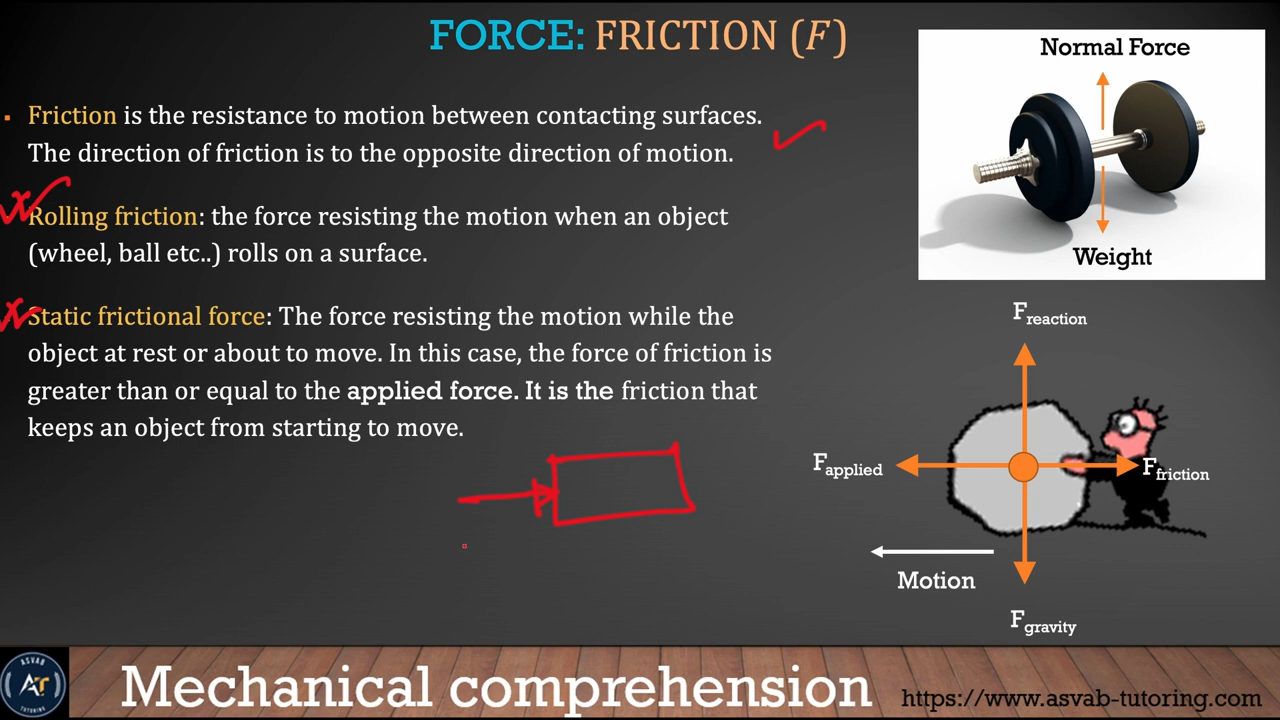 FORCE: FRICTION (F)
Friction is the resistance to motion between contacting surfaces.
The direction of friction is to the opposite direction of motion.
Rolling friction: the force resisting the motion when an object
(wheel, ball etc..) rolls on a surface.
Static frictional force: The force resisting the motion while the
object at rest or about to move. In this case, the force of friction is
greater than or equal to the applied force. It is the friction that
keeps an object from starting to move.
Normal Force
Weight
Freaction
Fapplied
Ffriction
Motion
Fgravity
ASVAB
AT
TUTORING
Mechanical comprehension
https://www.asvab-tutoring.com